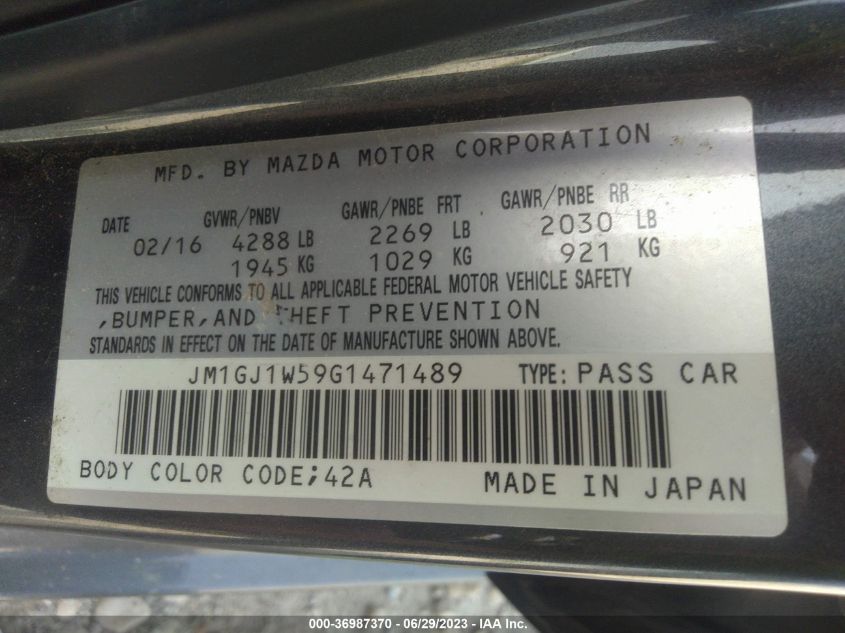 MFD. BY MAZDA MOTOR CORPORATION
DATE GVWR/PNBV GAWR/PNBE FRT GAWR/PNBE RR
02/16 4288 LB 2269 LB 2030 LB
1945 KG 1029 KG 921 KG
THIS VEHICLE CONFORMS TO ALL APPLICABLE FEDERAL MOTOR VEHICLE SAFETY
,BUMPER,AND THEFT PREVENTION
STANDARDS IN EFFECT ON THE DATE OF MANUFACTURE SHOWN ABOVE.
JM1GJ1W59G1471489 TYPE: PASS CAR
BODY COLOR CODE;42A MADE IN JAPAN
000-36987370 - 06/29/2023 - IAA Inc.